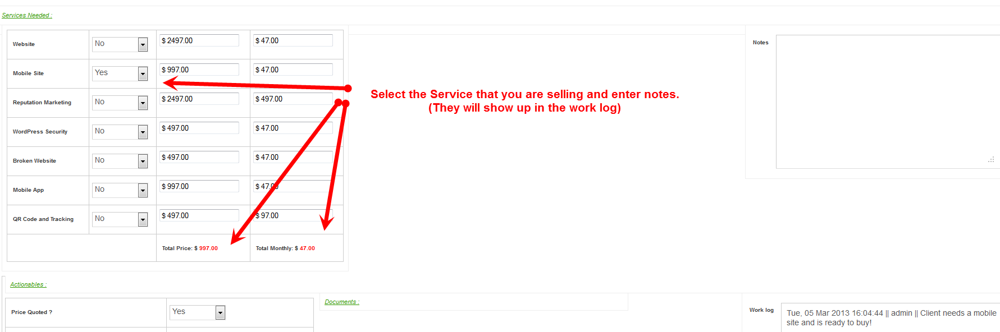 Services Needed :
Website No $ 2497.00 $ 47.00
Notes
Mobile Site Yes $ 997.00 $ 47.00
Select the Service that you are selling and enter notes.
(They will show up in the work log)
Reputation Marketing No $ 2497.00 $ 497.00
WordPress Security No $ 497.00 $ 47.00
Broken Website No $ 497.00 $ 47.00
Mobile App No $ 997.00 $ 47.00
QR Code and Tracking No $ 497.00 $ 97.00
Total Price: $ 997.00 Total Monthly: $ 47.00
Actionables :
Price Quoted ? Yes
Documents :
Work log
Tue, 05 Mar 2013 16:04:44 || admin || Client needs a mobile
site and is ready to buy!